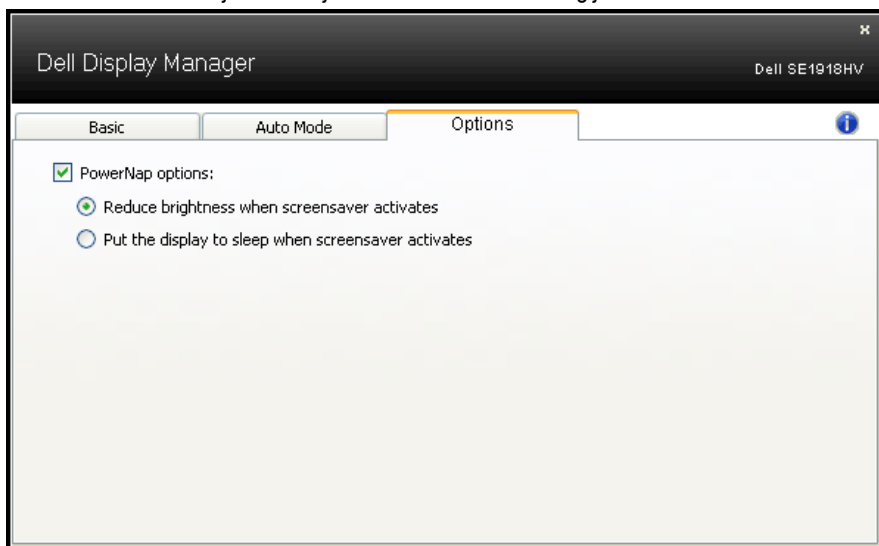 x
Dell Display Manager
Dell SE1918HV
Basic
Auto Mode
Options
i
PowerNap options:
Reduce brightness when screensaver activates
Put the display to sleep when screensaver activates